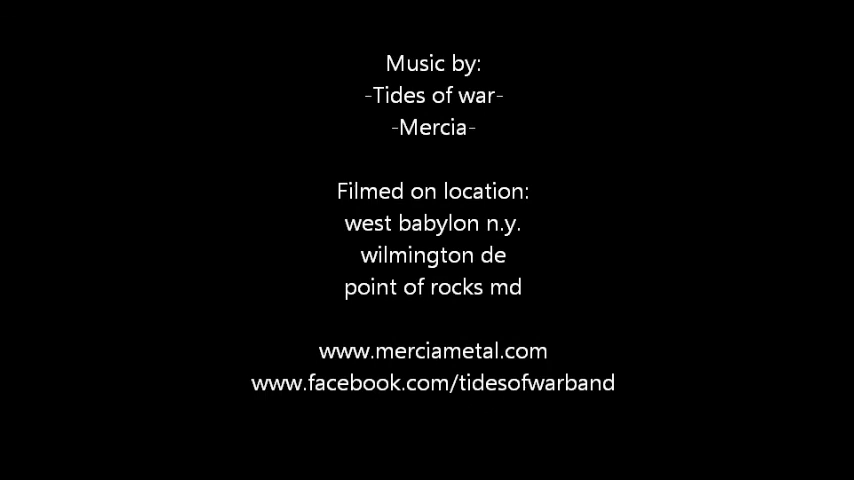 Music by:
-Tides of war-
-Mercia-
Filmed on location:
west babylon n.y.
wilmington de
point of rocks md
www.merciametal.com
www.facebook.com/tidesofwarband